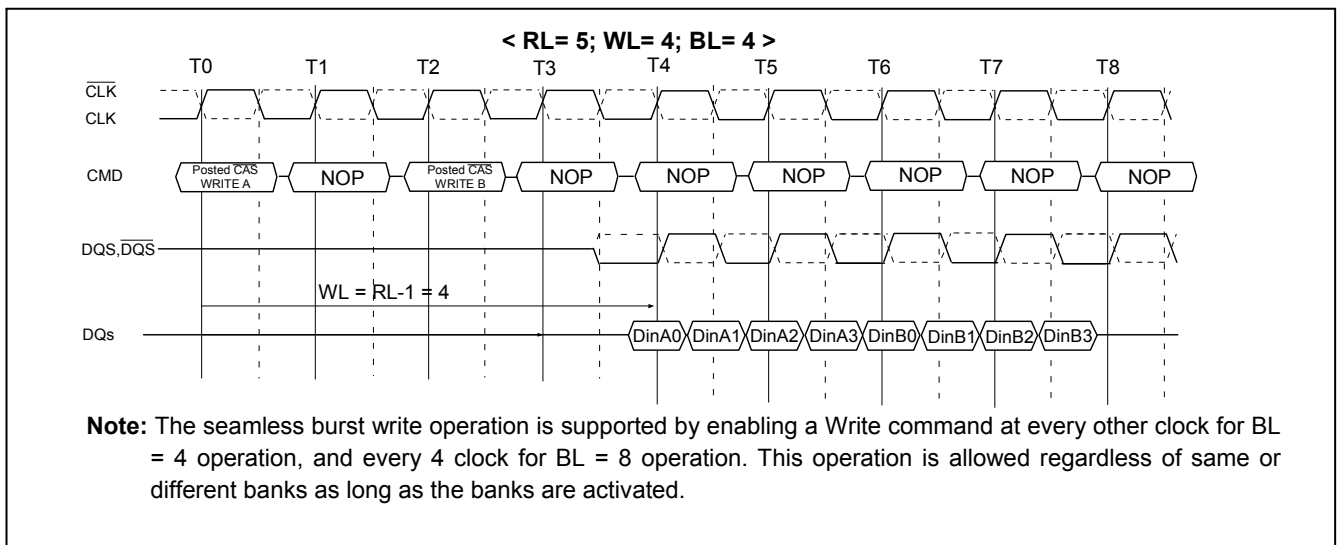 < RL= 5; WL= 4; BL= 4 >
T0 T1 T2 T3 T4 T5 T6 T7 T8
CLK
CLK
CMD Posted CAS WRITE A NOP Posted CAS WRITE B NOP NOP NOP NOP NOP NOP
DQS,DQS
WL = RL-1 = 4
DQs DinA0 DinA1 DinA2 DinA3 DinB0 DinB1 DinB2 DinB3
Note: The seamless burst write operation is supported by enabling a Write command at every other clock for BL
= 4 operation, and every 4 clock for BL = 8 operation. This operation is allowed regardless of same or
different banks as long as the banks are activated.